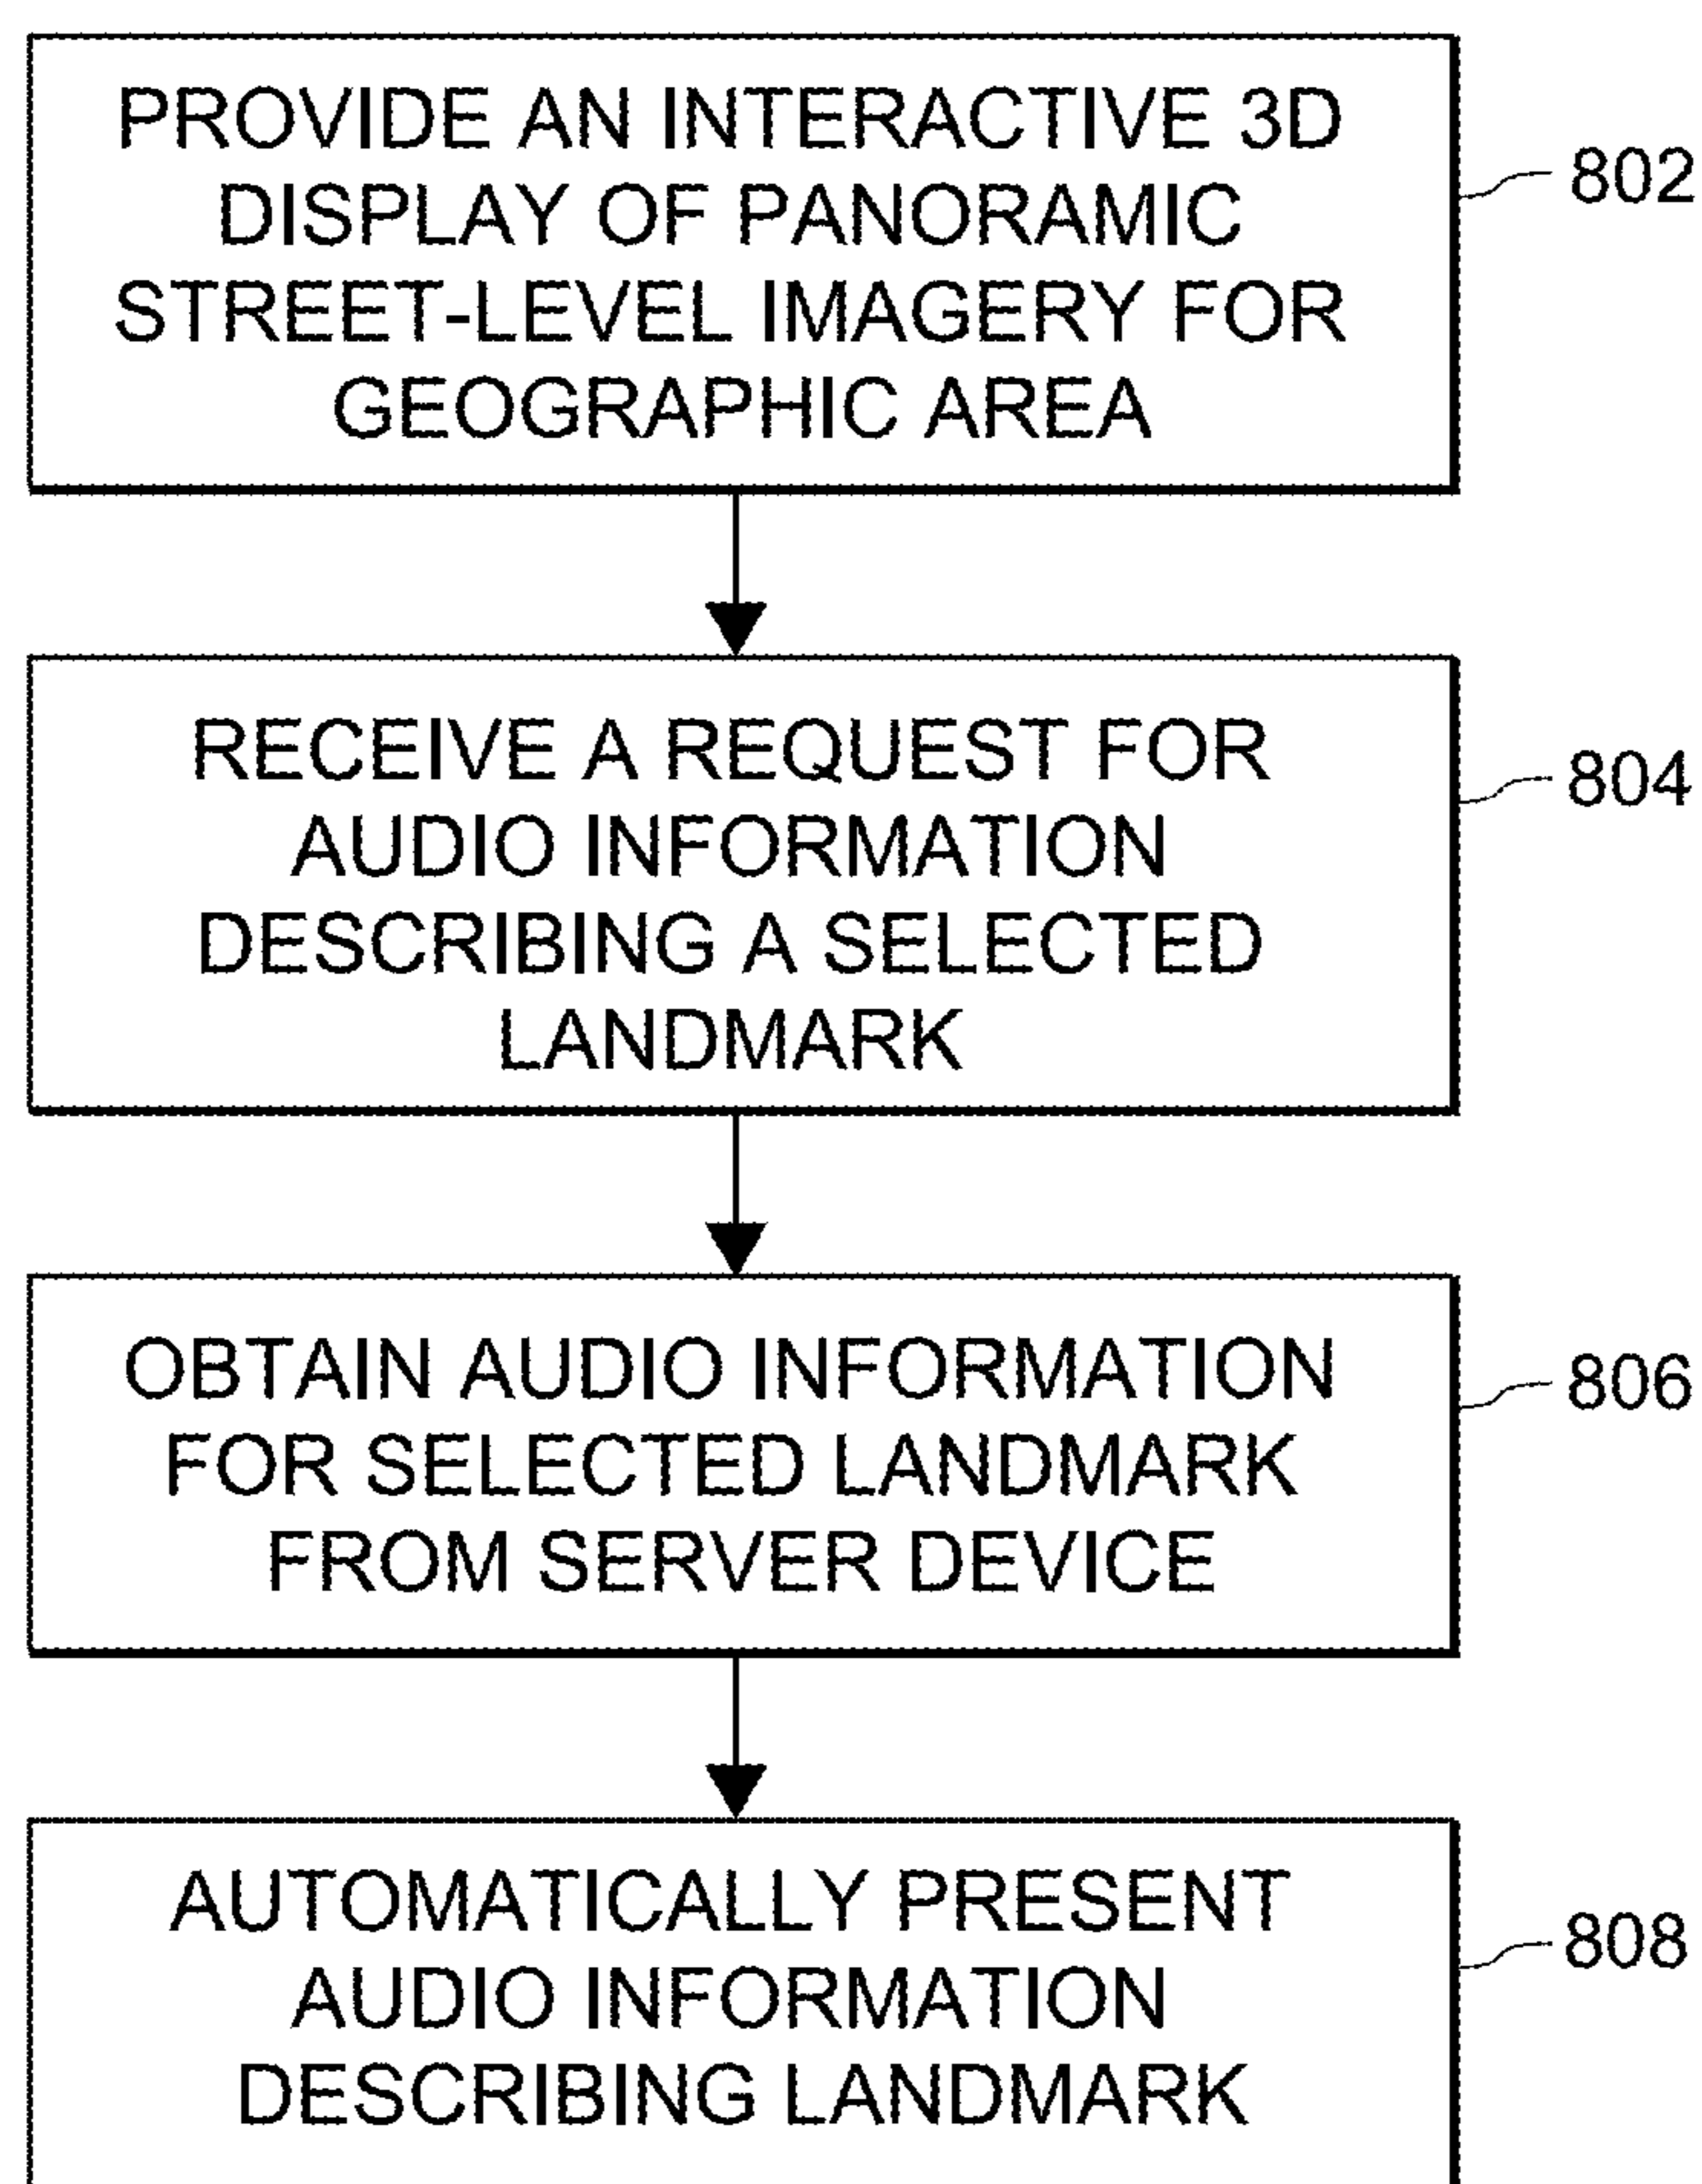 PROVIDE AN INTERACTIVE 3D
DISPLAY OF PANORAMIC
STREET-LEVEL IMAGERY FOR
GEOGRAPHIC AREA
802
RECEIVE A REQUEST FOR
AUDIO INFORMATION
DESCRIBING A SELECTED
LANDMARK
804
OBTAIN AUDIO INFORMATION
FOR SELECTED LANDMARK
FROM SERVER DEVICE
806
AUTOMATICALLY PRESENT
AUDIO INFORMATION
DESCRIBING LANDMARK
808